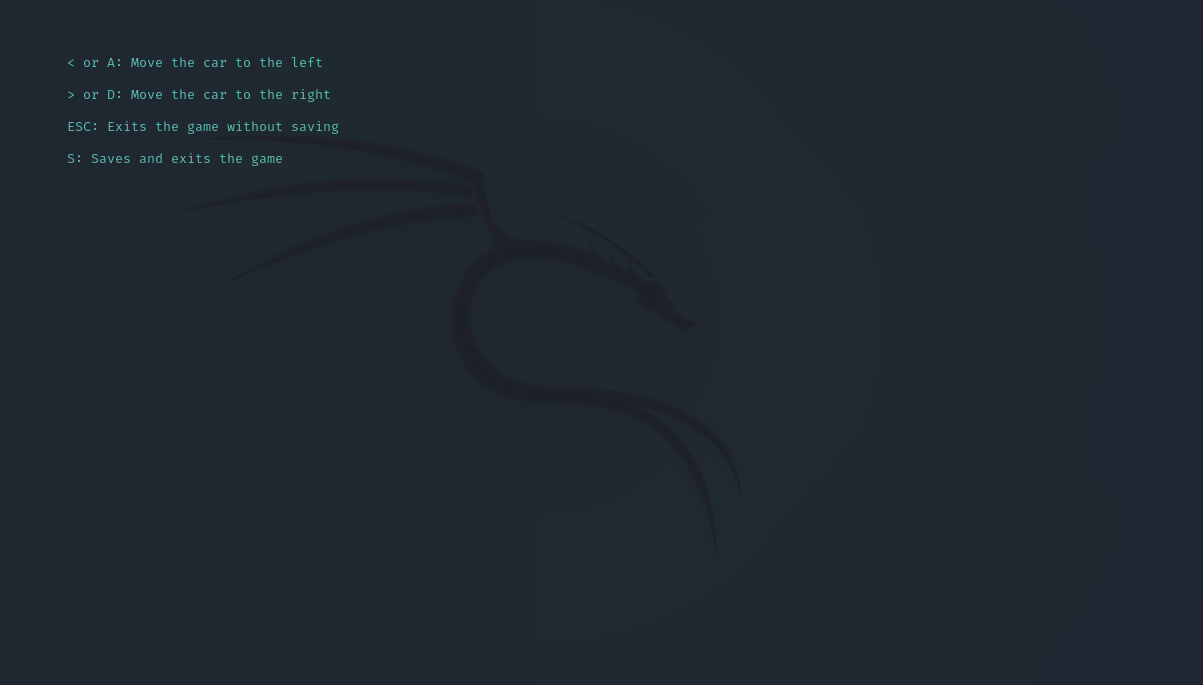 < or A: Move the car to the left
> or D: Move the car to the right
ESC: Exits the game without saving
S: Saves and exits the game